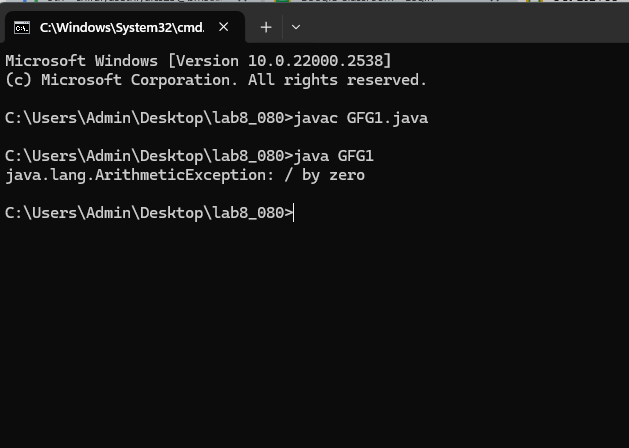 C:\Windows\System32\cmd.
Microsoft Windows [Version 10.0.22000.2538]
(c) Microsoft Corporation. All rights reserved.
C:\Users\Admin\Desktop\lab8_080>javac GFG1.java
C:\Users\Admin\Desktop\lab8_080>java GFG1
java.lang.ArithmeticException: / by zero
C:\Users\Admin\Desktop\lab8_080>